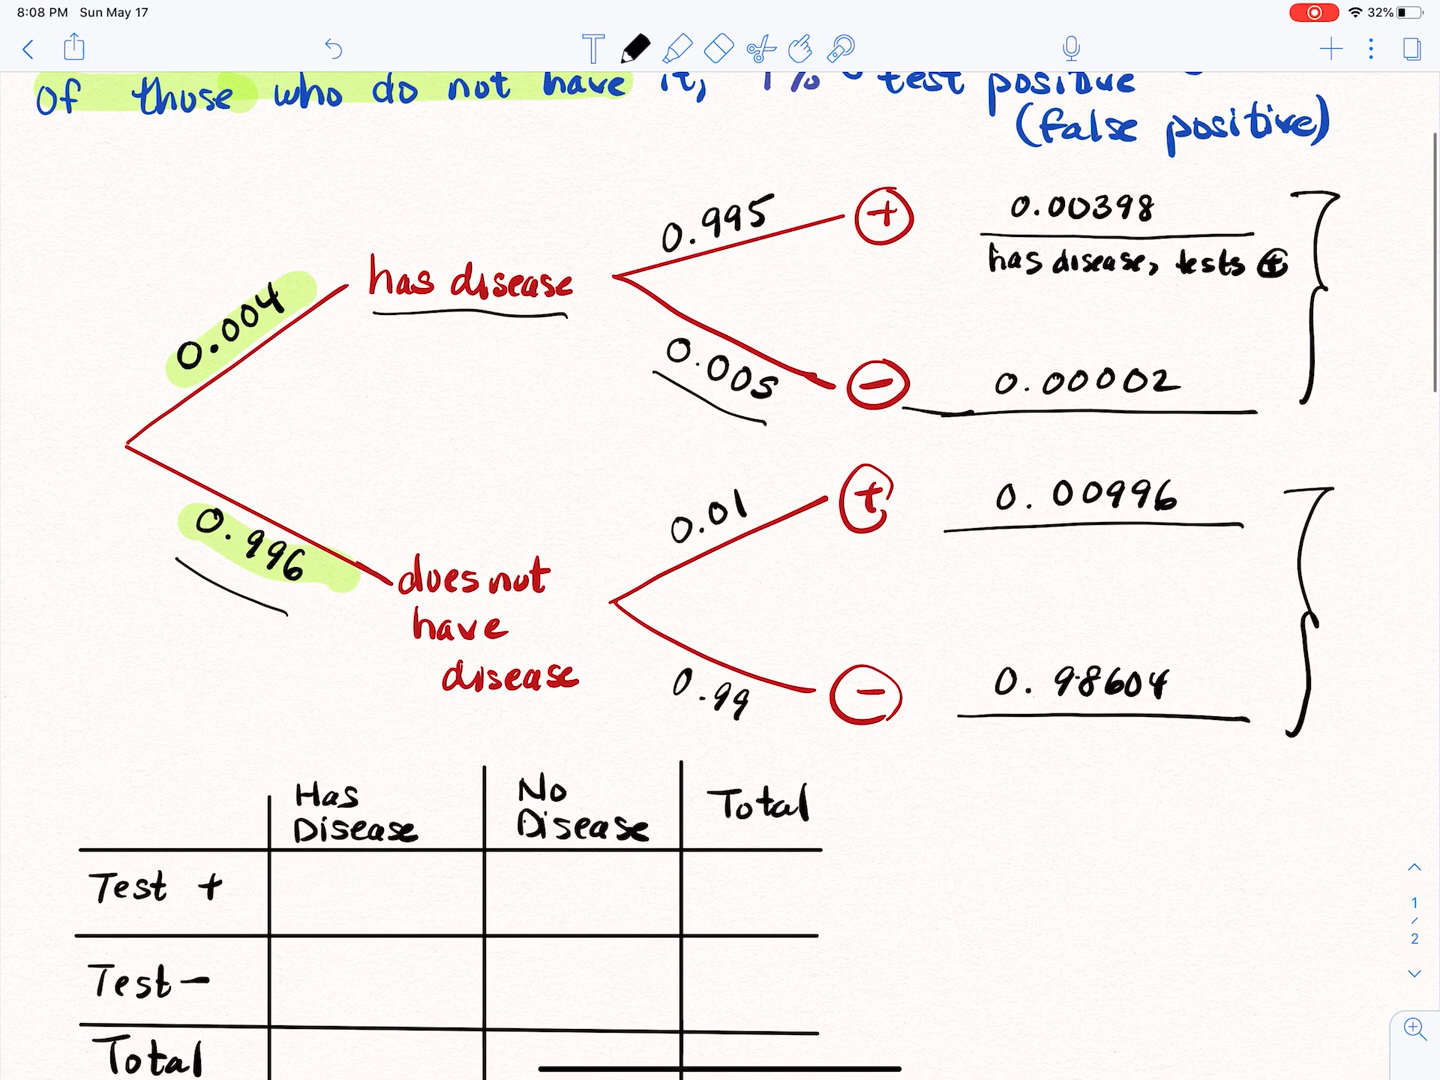 8:08 PM Sun May 17
32%
of those who do not have it, 1% test positive
(false positive)
0.995
+
0.00398
has disease, tests +
0.004
has disease
0.005
−
0.00002
0.996
does not
have
disease
0.01
+
0.00996
0.99
−
0.98604
Has
Disease
No
Disease
Total
Test +
Test −
Total
1
/
2